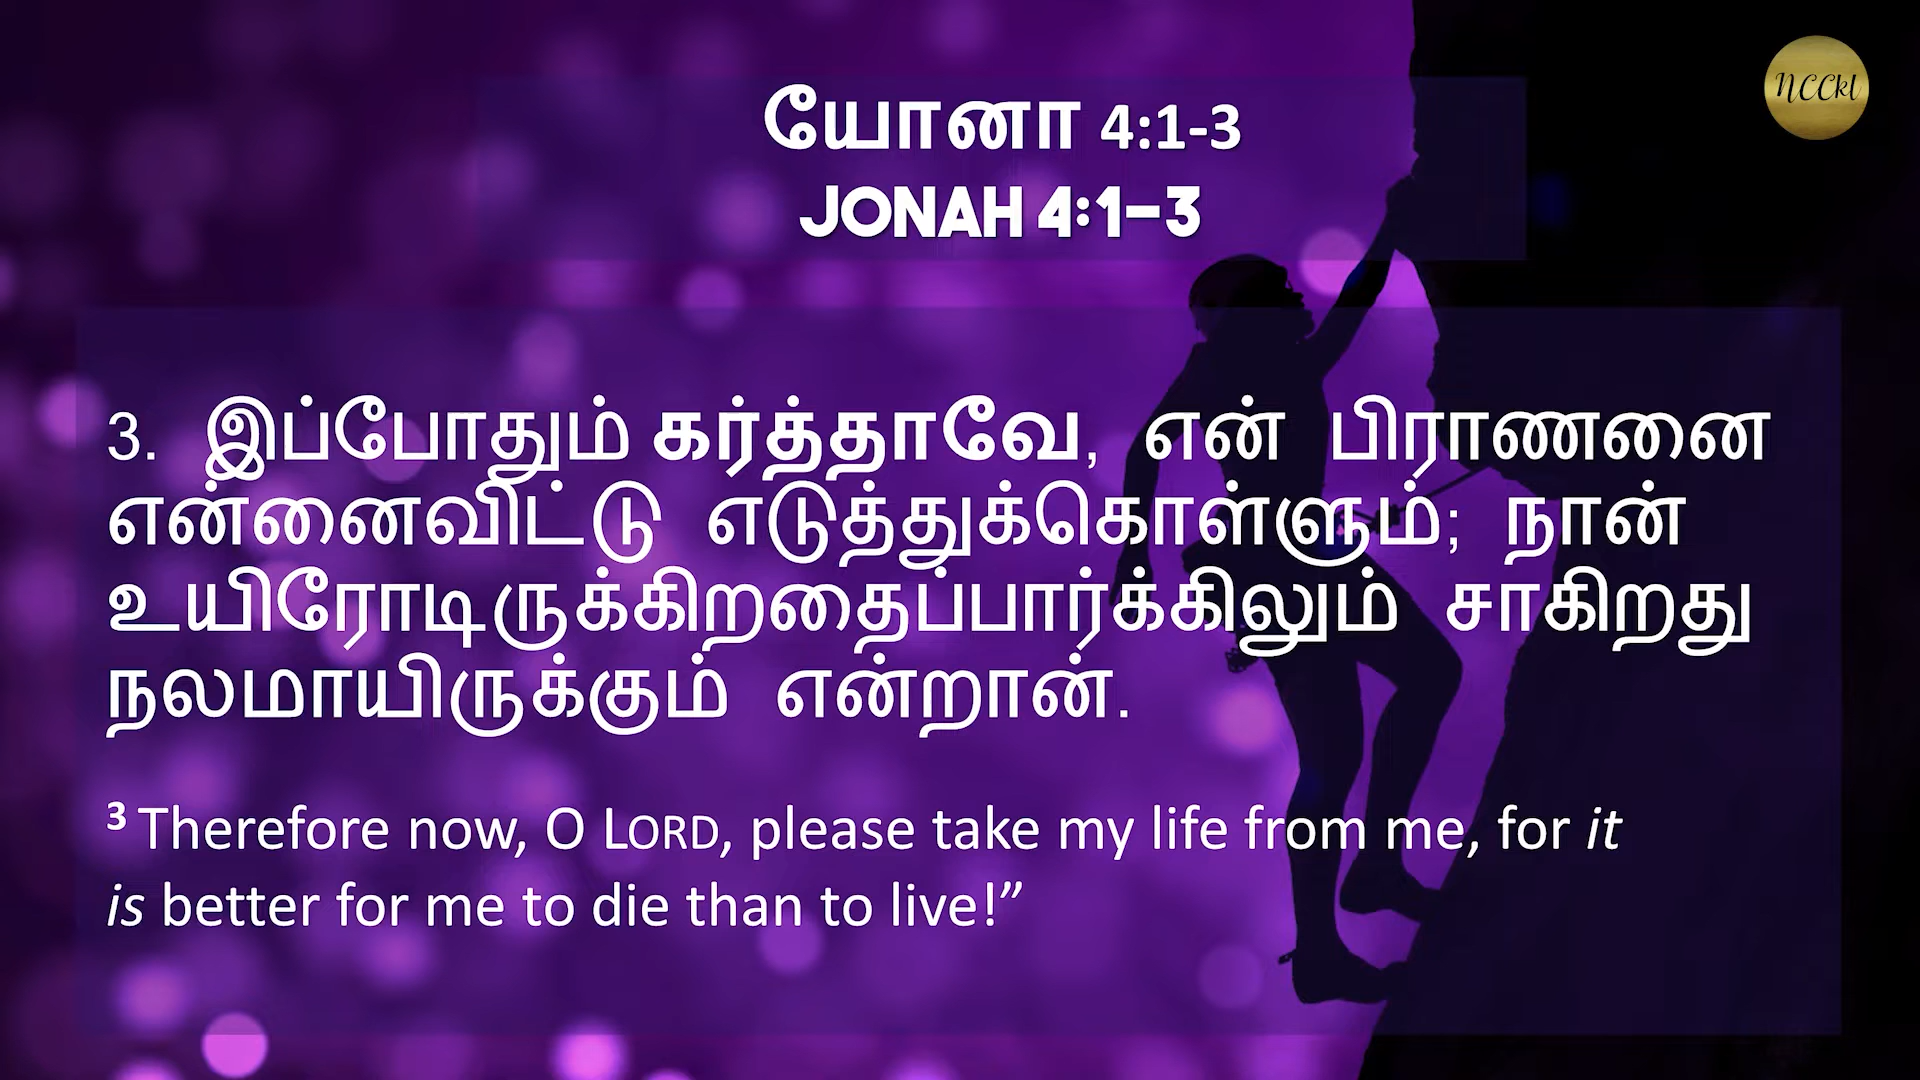 யோனா 4:1-3
JONAH 4:1-3
NCCkl
3. இப்போதும் கர்த்தாவே, என் பிராணனை
என்னைவிட்டு எடுத்துக்கொள்ளும்; நான்
உயிரோடிருக்கிறதைப்பார்க்கிலும் சாகிறது
நலமாயிருக்கும் என்றான்.
3 Therefore now, O LORD, please take my life from me, for it
is better for me to die than to live!”